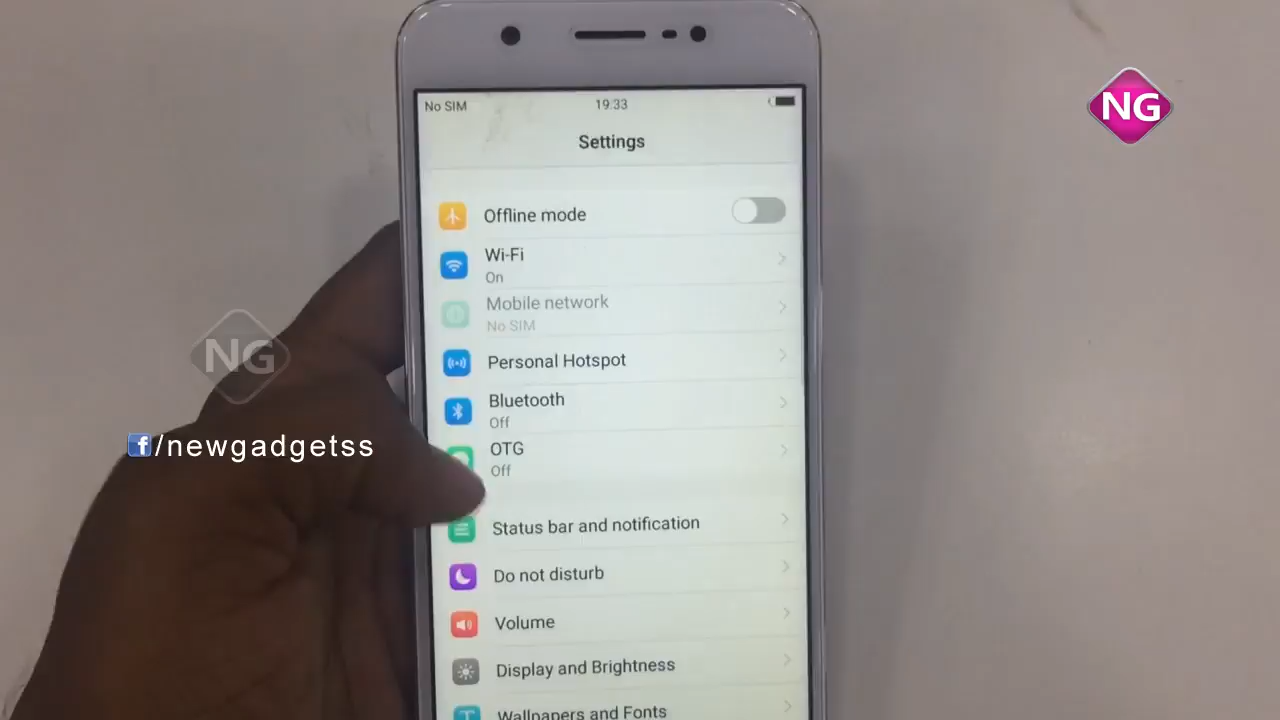 No SIM 19:33
NG
Settings
Offline mode
Wi-Fi
On
Mobile network
No SIM
Personal Hotspot
NG
Bluetooth
Off
f/newgadgetss
OTG
Off
Status bar and notification
Do not disturb
Volume
Display and Brightness
Wallpapers and Fonts